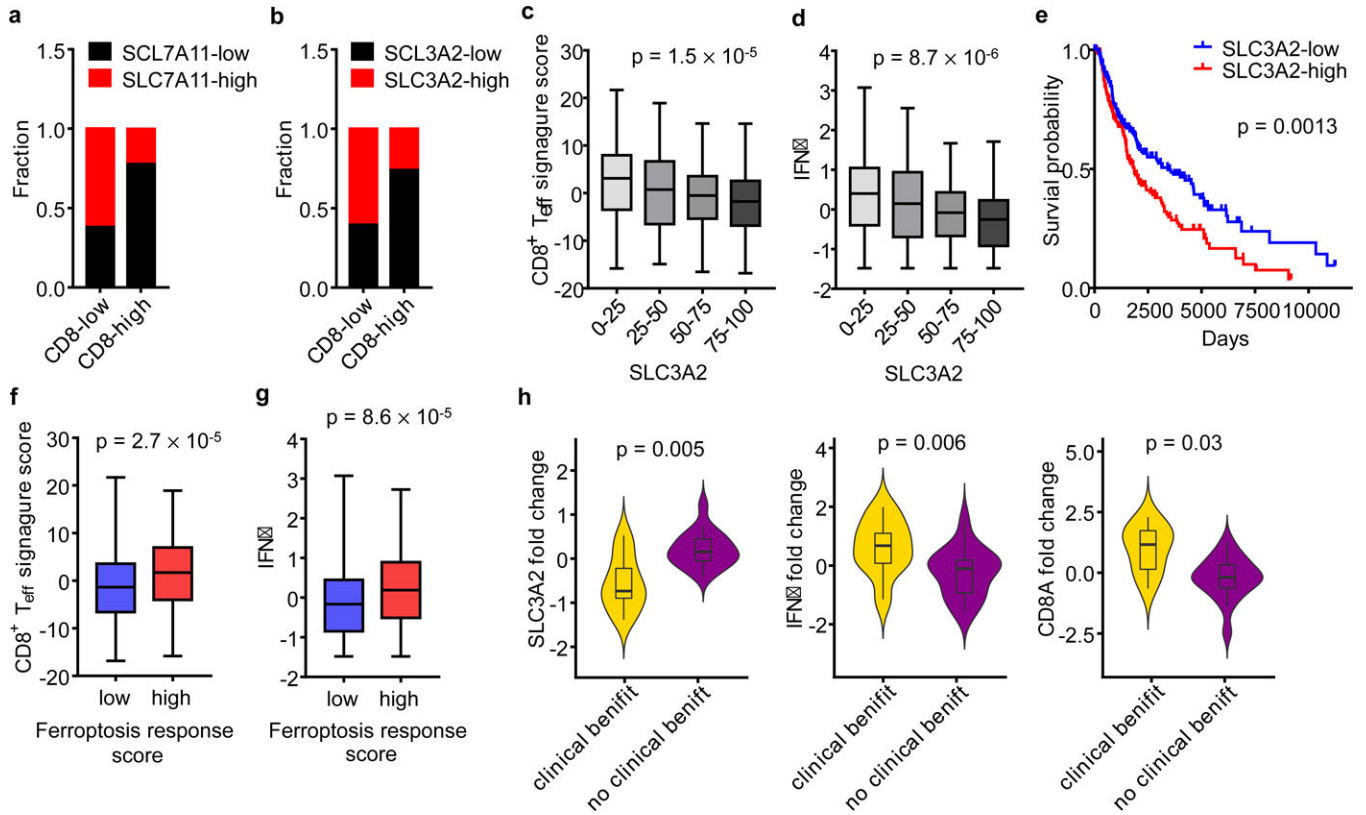 a
1.5
1.0
0.5
0.0
Fraction
SCL7A11-low
SLC7A11-high
CD8-low
CD8-high
b
1.5
1.0
0.5
0.0
Fraction
SCL3A2-low
SLC3A2-high
CD8-low
CD8-high
c
CD8+ Teff signagure score
30
20
10
0
-10
-20
p = 1.5 × 10-5
0-25
25-50
50-75
75-100
SLC3A2
d
IFN▯
4
3
2
1
0
-1
-2
p = 8.7 × 10-6
0-25
25-50
50-75
75-100
SLC3A2
e
Survial probability
1.0
0.5
0.0
SLC3A2-low
SLC3A2-high
p = 0.0013
0
2500
5000
7500
10000
Days
f
CD8+ Teff signagure score
30
20
10
0
-10
-20
p = 2.7 × 10-5
low
high
Ferroptosis response
score
g
IFN▯
4
3
2
1
0
-1
-2
p = 8.6 × 10-5
low
high
Ferroptosis response
score
h
SLC3A2 fold change
2
1
0
-1
-2
p = 0.005
clinical benifit
no clinical benift
IFN▯ fold change
4
2
0
-2
p = 0.006
clinical benifit
no clinical benifit
CD8A fold change
5.0
2.5
0.0
-2.5
p = 0.03
clinical benifit
no clinical benifit